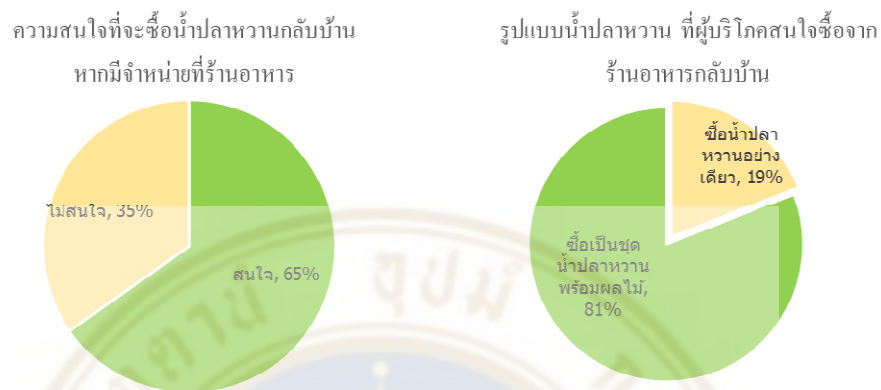 ความสนใจที่จะซื้อน้ำปลาหวานกลับบ้าน
หากมีจำหน่ายที่ร้านอาหาร
ไม่สนใจ, 35%
สนใจ, 65%
รูปแบบน้ำปลาหวาน ที่ผู้บริโภคสนใจซื้อจาก
ร้านอาหารกลับบ้าน
ซื้อน้ำปลา
หวานอย่าง
เดียว, 19%
ซื้อเป็นชุด
น้ำปลาหวาน
พร้อมผลไม้,
81%